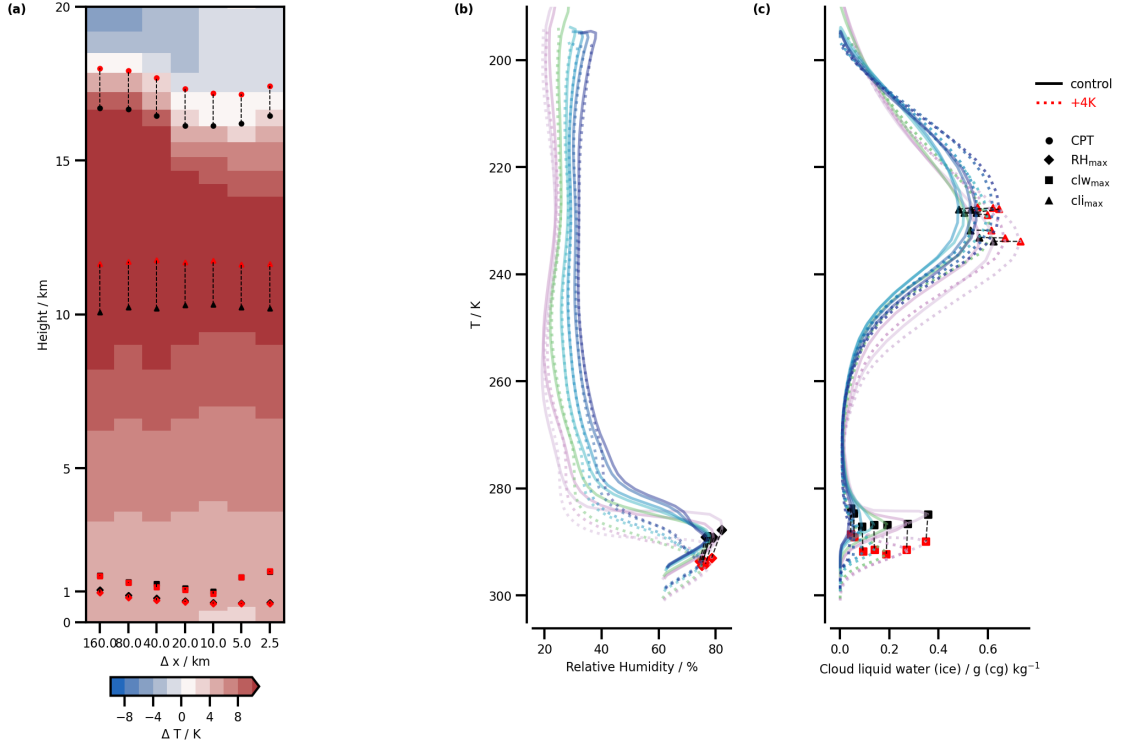 (a)
20
15
10
5
1
0
Height / km
160.0 80.0 40.0 20.0 10.0 5.0 2.5
Δ x / km
−8 −4 0 4 8
Δ T / K
(b)
200
220
240
260
280
300
T / K
20 40 60 80
Relative Humidity / %
(c)
0.0 0.2 0.4 0.6
Cloud liquid water (ice) / g (cg) kg⁻¹
control
+4K
CPT
RHmax
clwmax
climax